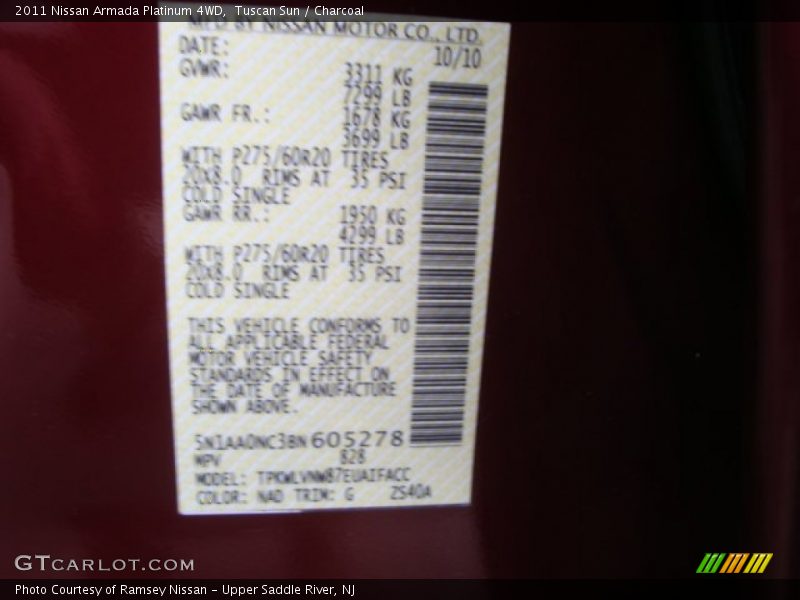 2011 Nissan Armada Platinum 4WD, Tuscan Sun / Charcoal
MFD BY NISSAN MOTOR CO., LTD.
DATE: 10/10
GVWR: 3311 KG
7299 LB
GAWR FR.: 1678 KG
3699 LB
WITH P275/60R20 TIRES
20X8.0 RIMS AT 35 PSI
COLD SINGLE
GAWR RR.: 1950 KG
4299 LB
WITH P275/60R20 TIRES
20X8.0 RIMS AT 35 PSI
COLD SINGLE
THIS VEHICLE CONFORMS TO
ALL APPLICABLE FEDERAL
MOTOR VEHICLE SAFETY
STANDARDS IN EFFECT ON
THE DATE OF MANUFACTURE
SHOWN ABOVE.
5N1AA0NC3BN605278
MPV 828
MODEL:
COLOR: NAD TRIM: G ZS40A
GTCARLOT.COM
Photo Courtesy of Ramsey Nissan – Upper Saddle River, NJ